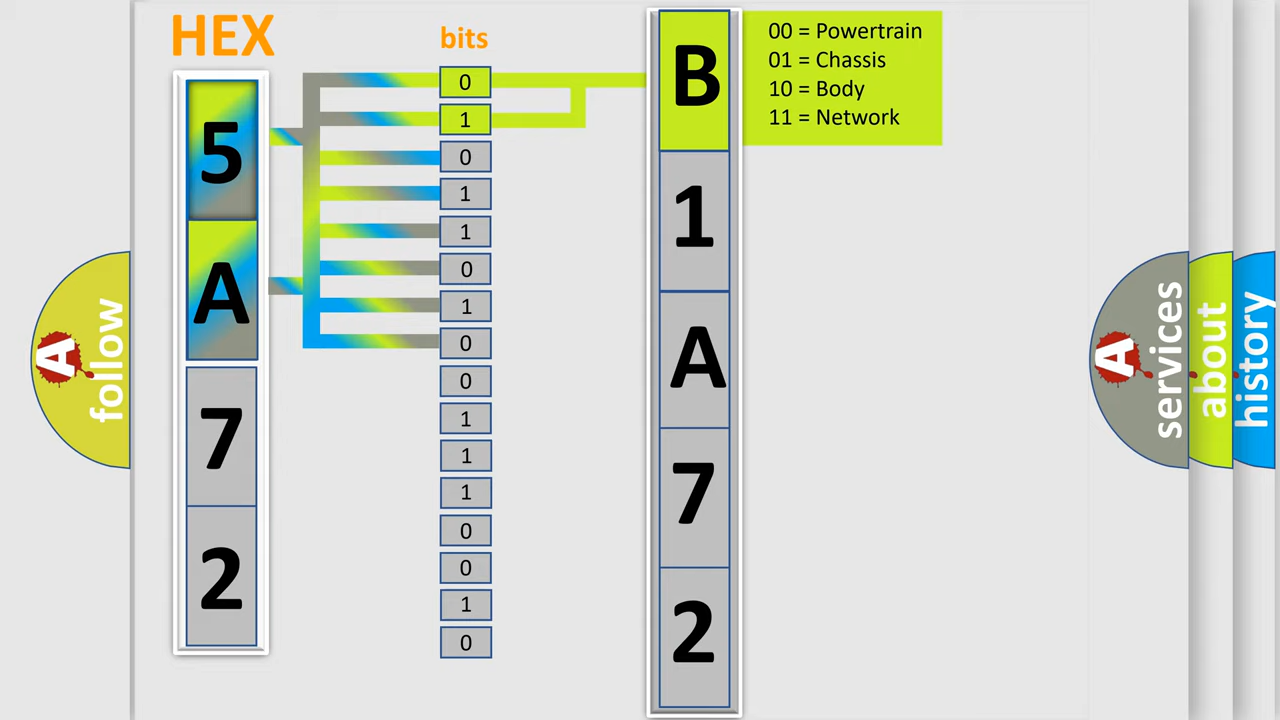 HEX
bits
5
A
7
2
0
1
0
1
1
0
1
0
0
1
1
1
0
0
1
0
B
1
A
7
2
00 = Powertrain
01 = Chassis
10 = Body
11 = Network
A
follow
A
services
about
history